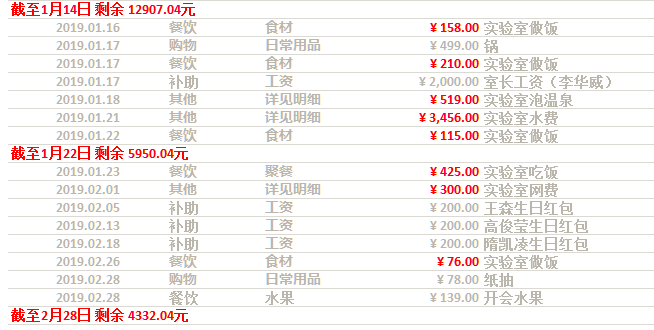 截至1月14日 剩余 12907.04元
2019.01.16 餐饮 食材 ¥158.00 实验室做饭
2019.01.17 购物 日常用品 ¥499.00 锅
2019.01.17 餐饮 食材 ¥210.00 实验室做饭
2019.01.17 补助 工资 ¥2,000.00 室长工资（李华威）
2019.01.18 其他 详见明细 ¥519.00 实验室泡温泉
2019.01.21 其他 详见明细 ¥3,456.00 实验室水费
2019.01.22 餐饮 食材 ¥115.00 实验室做饭
截至1月22日 剩余 5950.04元
2019.01.23 餐饮 聚餐 ¥425.00 实验室吃饭
2019.02.01 其他 详见明细 ¥300.00 实验室网费
2019.02.05 补助 工资 ¥200.00 王森生日红包
2019.02.13 补助 工资 ¥200.00 高俊莹生日红包
2019.02.18 补助 工资 ¥200.00 隋凯凌生日红包
2019.02.26 餐饮 食材 ¥76.00 实验室做饭
2019.02.28 购物 日常用品 ¥78.00 纸抽
2019.02.28 餐饮 水果 ¥139.00 开会水果
截至2月28日 剩余 4332.04元